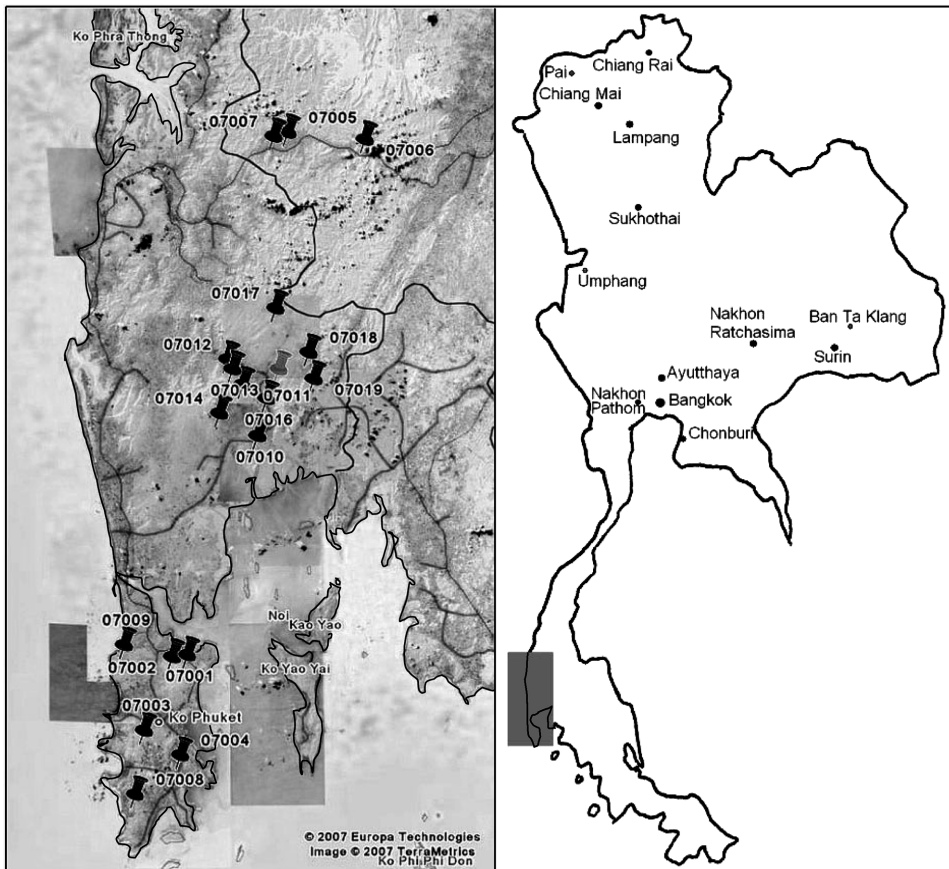 Ko Phra Thong
07007
07005
07006
07017
07018
07012
07019
07013
07011
07014
07016
07010
07009
Noi
Kao Yao
07002
07001
Ko Yao Yai
07003
Ko Phuket
07004
07008
© 2007 Europa Technologies
Image © 2007 TerraMetrics
Ko Phi Phi Don
Chiang Rai
Pai
Chiang Mai
Lampang
Sukhothai
Umphang
Nakhon
Ratchasima
Ban Ta Klang
Surin
Ayutthaya
Nakhon
Pathom
Bangkok
Chonburi